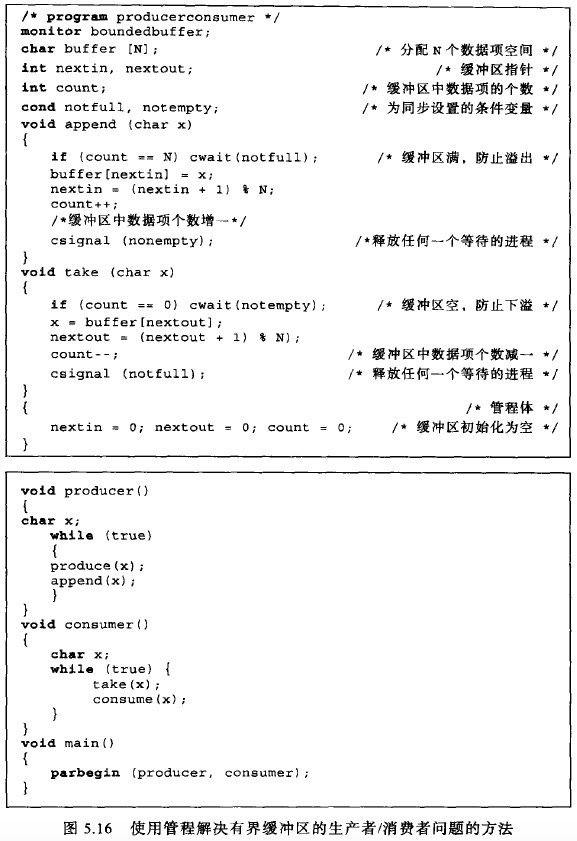 /* program producerconsumer */
monitor boundedbuffer;
char buffer [N]; /* 分配 N 个数据项空间 */
int nextin, nextout; /* 缓冲区指针 */
int count; /* 缓冲区中数据项的个数 */
cond notfull, notempty; /* 为同步设置的条件变量 */
void append (char x)
{
if (count == N) cwait(notfull); /* 缓冲区满，防止溢出 */
buffer[nextin] = x;
nextin = (nextin + 1) % N;
count++;
/*缓冲区中数据项个数增一*/
csignal (nonempty); /*释放任何一个等待的进程 */
}
void take (char x)
{
if (count == 0) cwait(notempty); /* 缓冲区空，防止下溢 */
x = buffer[nextout];
nextout = (nextout + 1) % N);
count--; /* 缓冲区中数据项个数减一 */
csignal (notfull); /* 释放任何一个等待的进程 */
}
{ /* 管程体 */
nextin = 0; nextout = 0; count = 0; /* 缓冲区初始化为空 */
}
void producer()
{
char x;
while (true)
{
produce(x);
append(x);
}
}
void consumer()
{
char x;
while (true) {
take(x);
consume(x);
}
}
void main()
{
parbegin (producer, consumer);
}
图 5.16 使用管程解决有界缓冲区的生产者/消费者问题的方法